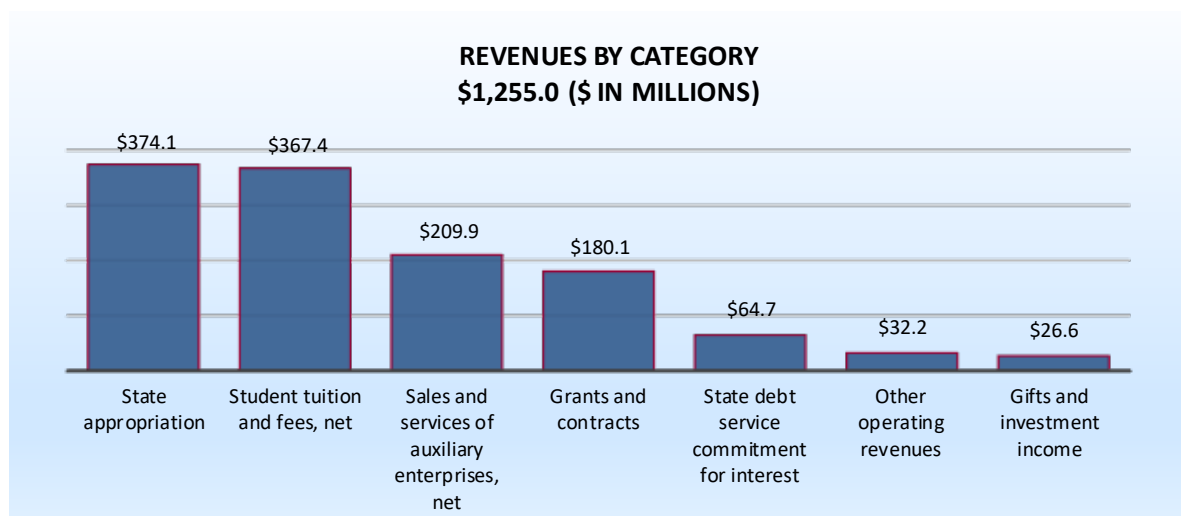 REVENUES BY CATEGORY
$1,255.0 ($ IN MILLIONS)
$374.1
$367.4
$209.9
$180.1
$64.7
$32.2
$26.6
State
appropriation
Student tuition
and fees, net
Sales and
services of
auxiliary
enterprises,
net
Grants and
contracts
State debt
service
commitment
for interest
Other
operating
revenues
Gifts and
investment
income